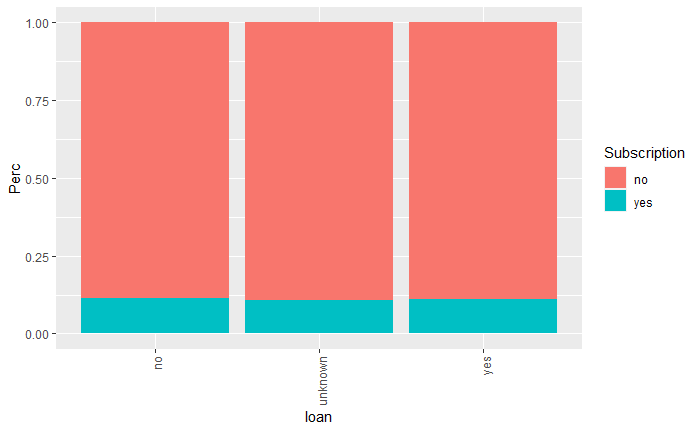 1.00
0.75
0.50
0.25
0.00
Perc
no
unknown
yes
loan
Subscription
no
yes